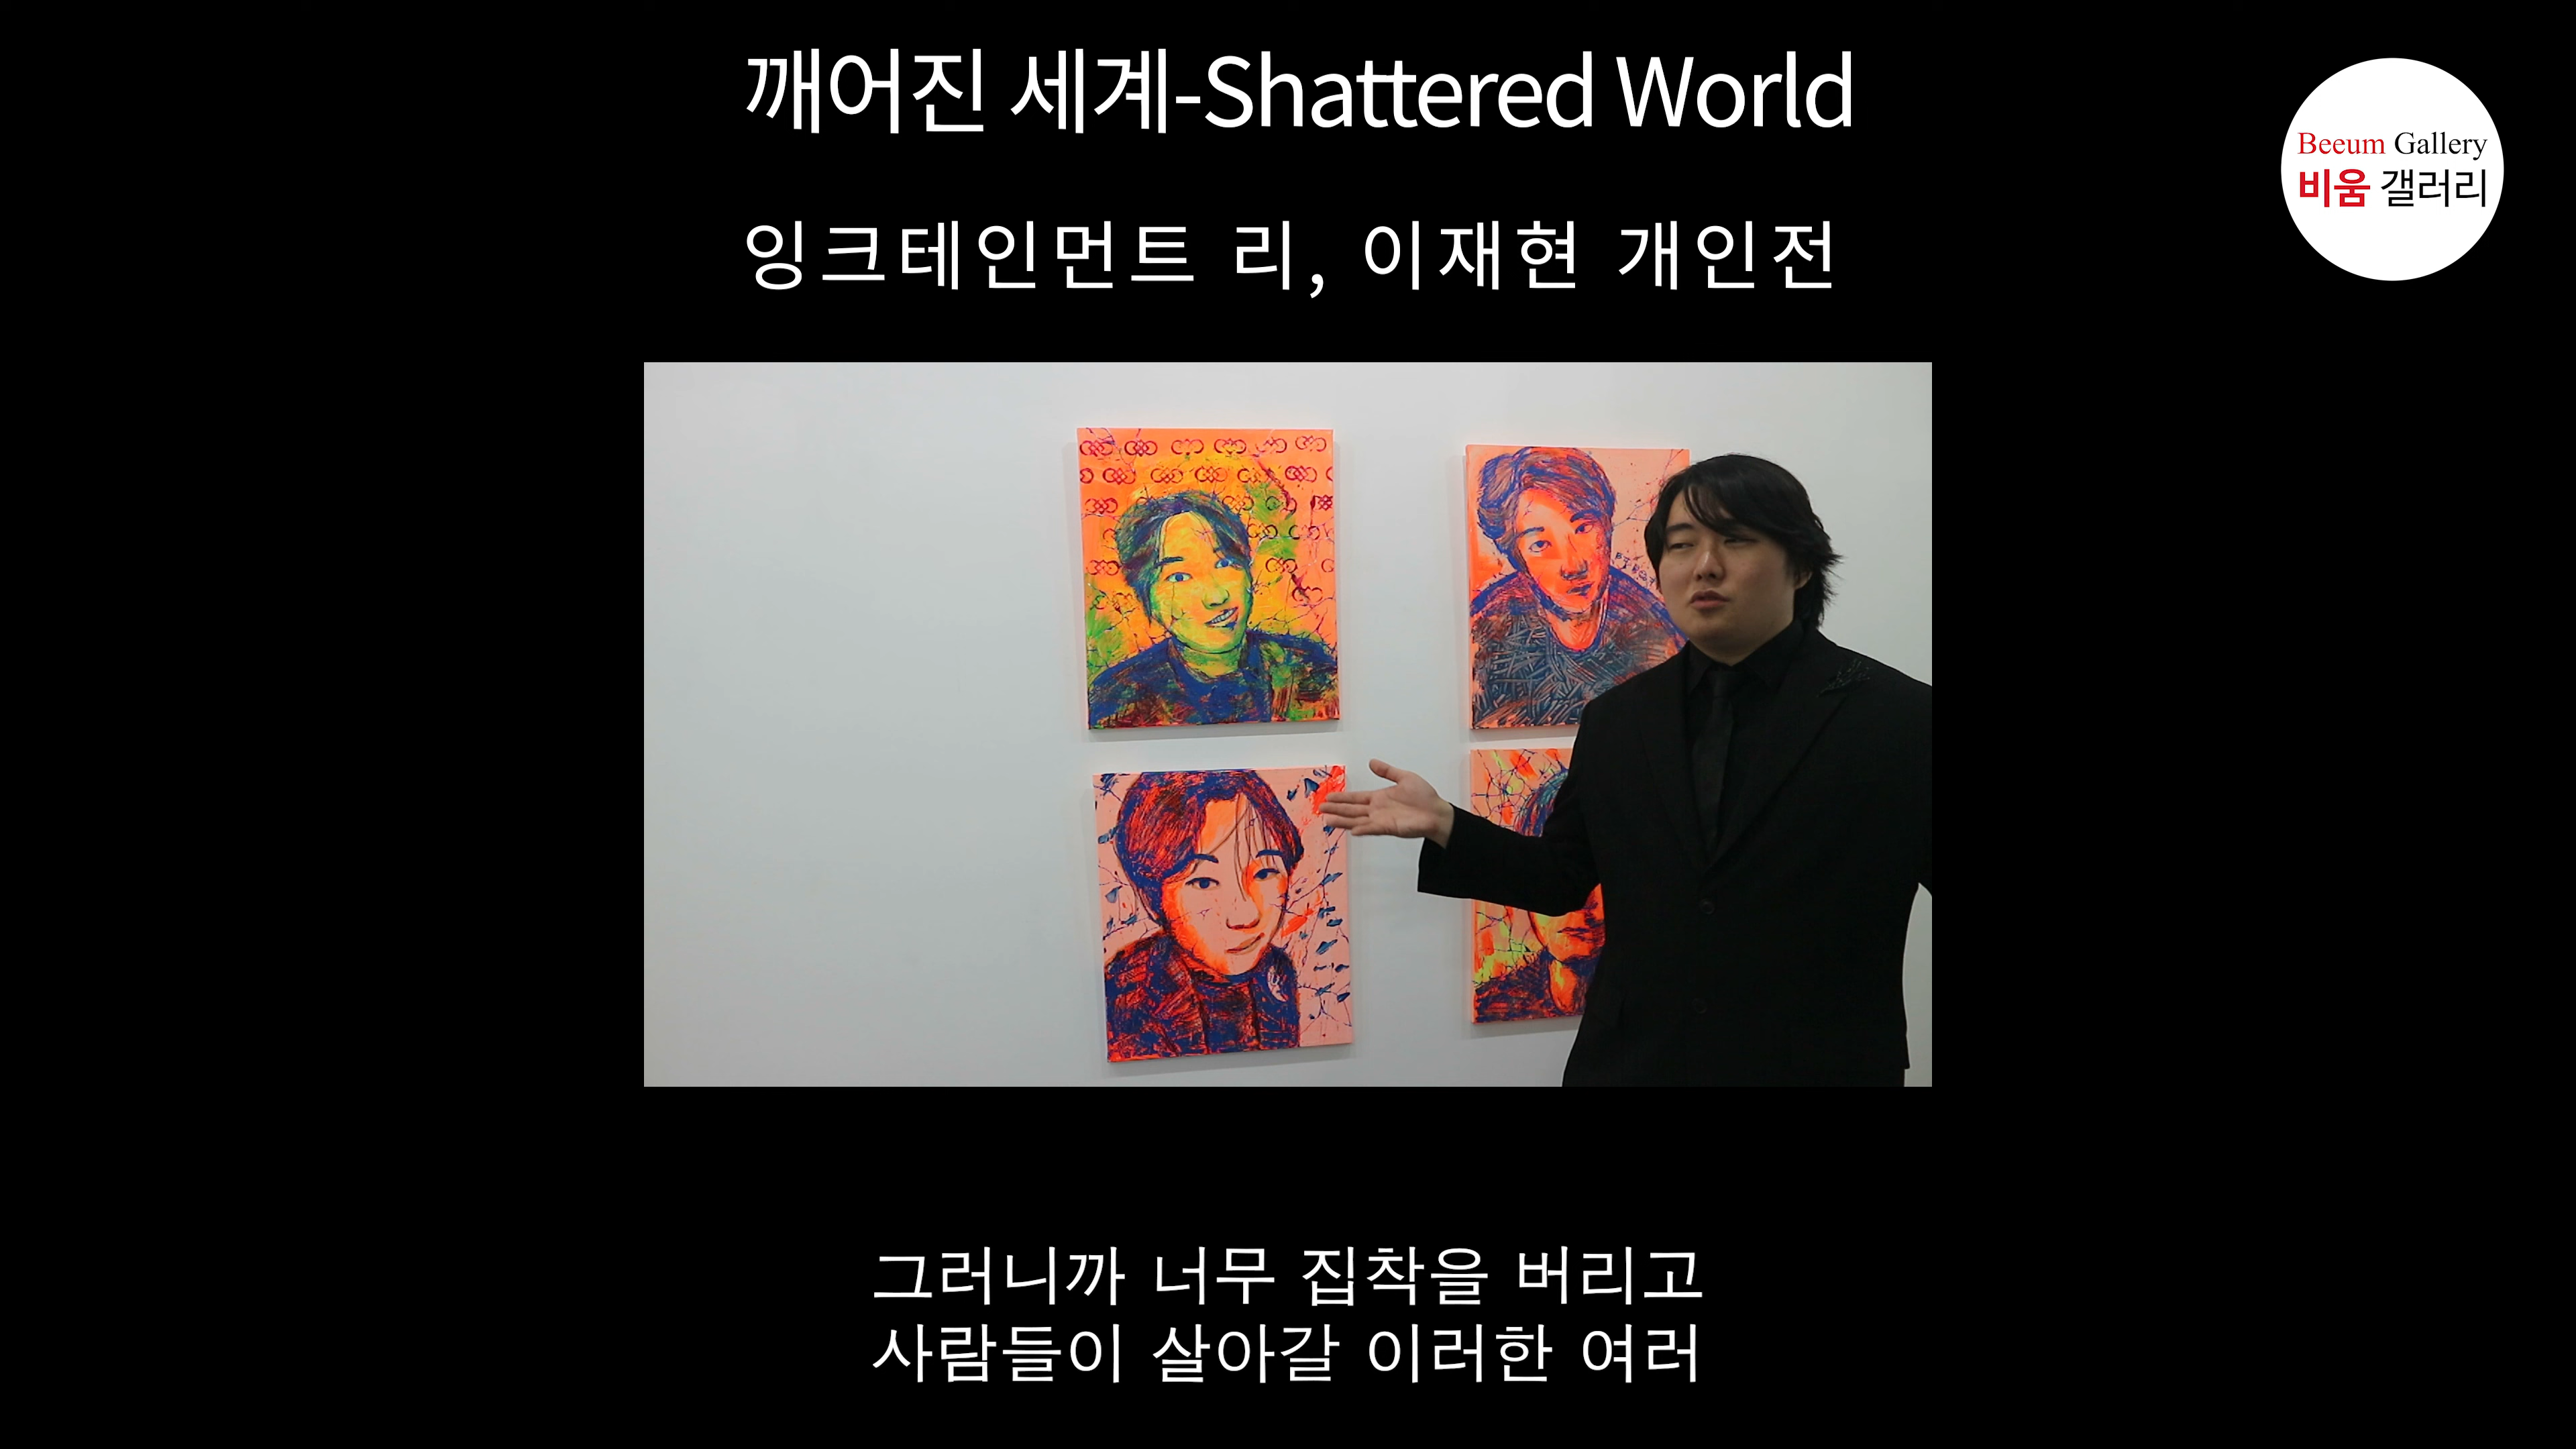 깨어진 세계-Shattered World
잉크테인먼트 리, 이재현 개인전
Beeum Gallery
비움 갤러리
그러니까 너무 집착을 버리고
사람들이 살아갈 이러한 여러